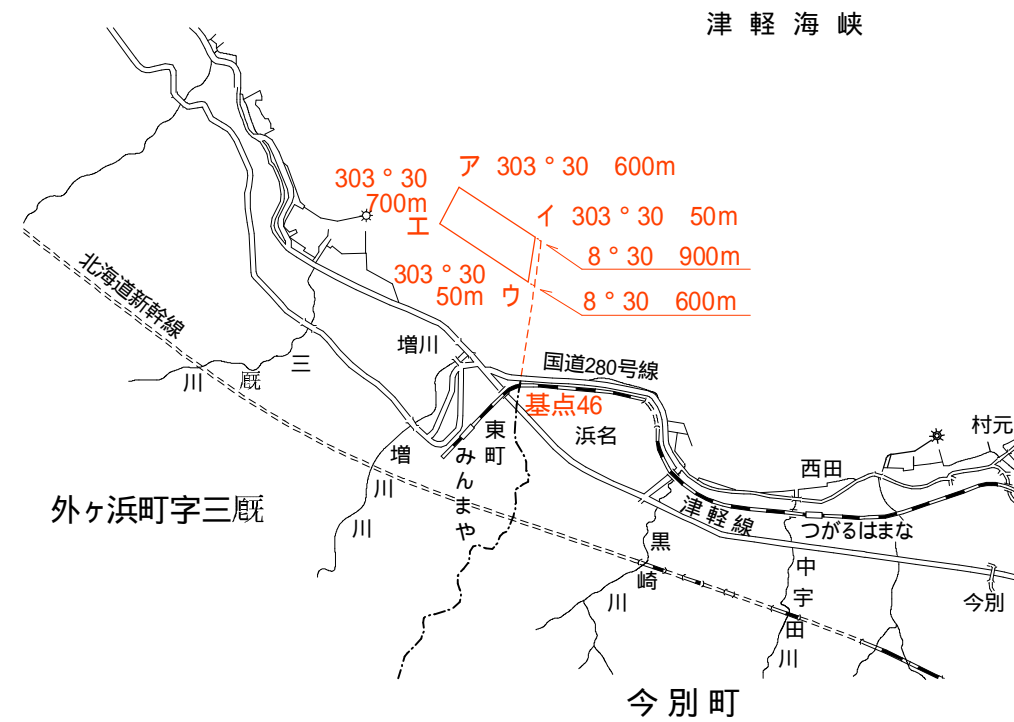 津軽海峡
ア 303°30 600m
303°30
700m
エ
イ 303°30 50m
8°30 900m
303°30
50m ウ
8°30 600m
北海道新幹線
増川
国道280号線
三
厩
川
基点46
浜名
東町
みんまや
増
川
川
外ヶ浜町字三厩
村元
西田
津軽線
つがるはまな
黒
崎
川
中
宇
田
川
今別
今別町